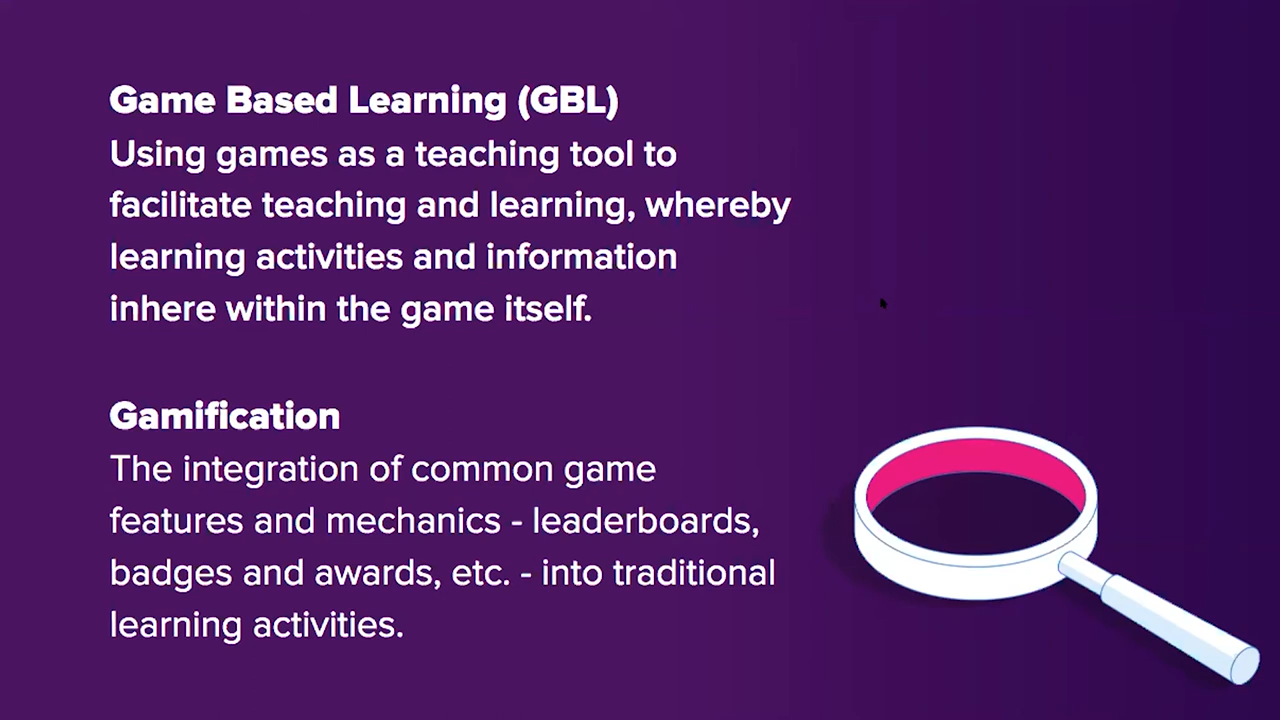 Game Based Learning (GBL)
Using games as a teaching tool to
facilitate teaching and learning, whereby
learning activities and information
inhere within the game itself.
Gamification
The integration of common game
features and mechanics - leaderboards,
badges and awards, etc. - into traditional
learning activities.